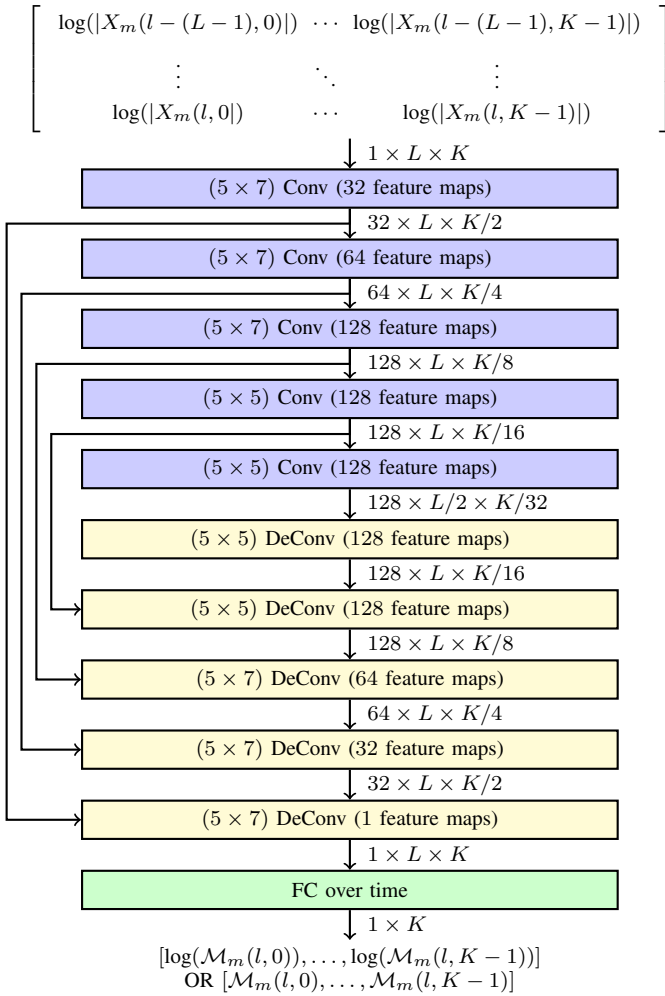 log(|X_m(l − (L − 1), 0)|) ⋯ log(|X_m(l − (L − 1), K − 1)|)
⋮ ⋱ ⋮
log(|X_m(l, 0|) ⋯ log(|X_m(l, K − 1)|)
1 × L × K
(5 × 7) Conv (32 feature maps)
32 × L × K/2
(5 × 7) Conv (64 feature maps)
64 × L × K/4
(5 × 7) Conv (128 feature maps)
128 × L × K/8
(5 × 5) Conv (128 feature maps)
128 × L × K/16
(5 × 5) Conv (128 feature maps)
128 × L/2 × K/32
(5 × 5) DeConv (128 feature maps)
128 × L × K/16
(5 × 5) DeConv (128 feature maps)
128 × L × K/8
(5 × 7) DeConv (64 feature maps)
64 × L × K/4
(5 × 7) DeConv (32 feature maps)
32 × L × K/2
(5 × 7) DeConv (1 feature maps)
1 × L × K
FC over time
1 × K
[log(ℳ_m(l, 0)), . . . , log(ℳ_m(l, K − 1))]
OR [ℳ_m(l, 0), . . . , ℳ_m(l, K − 1)]